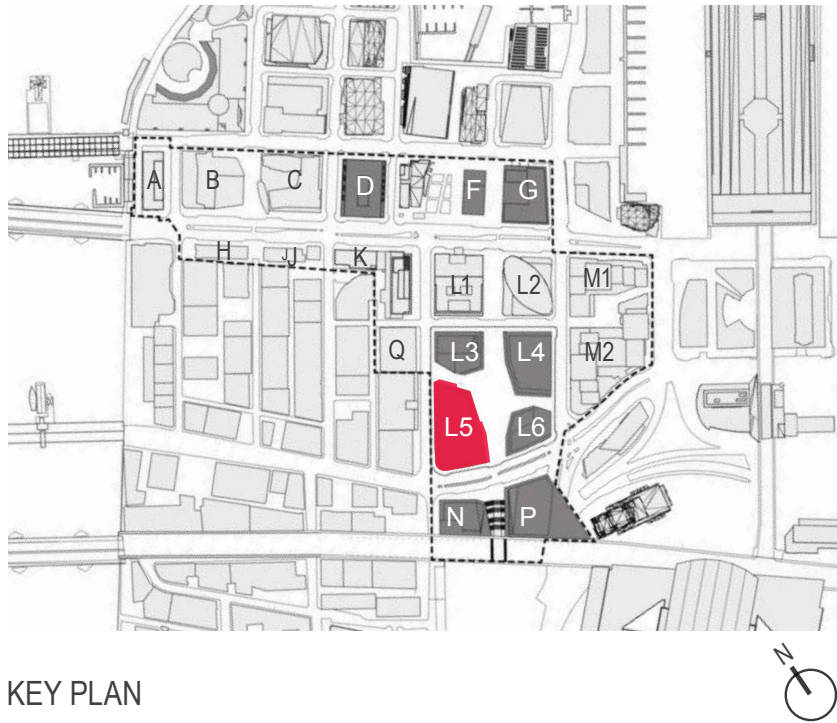 A B C D F G
H J J K L1 L2 M1
Q L3 L4 M2
L5 L6
N P
N
KEY PLAN